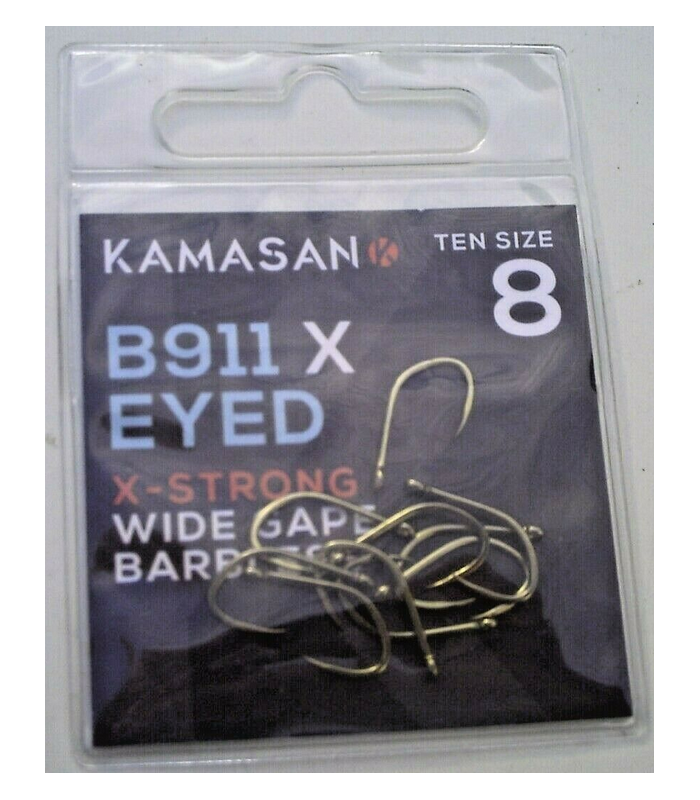 KAMASAN K
TEN SIZE
8
B911 X
EYED
X-STRONG
WIDE GAPE